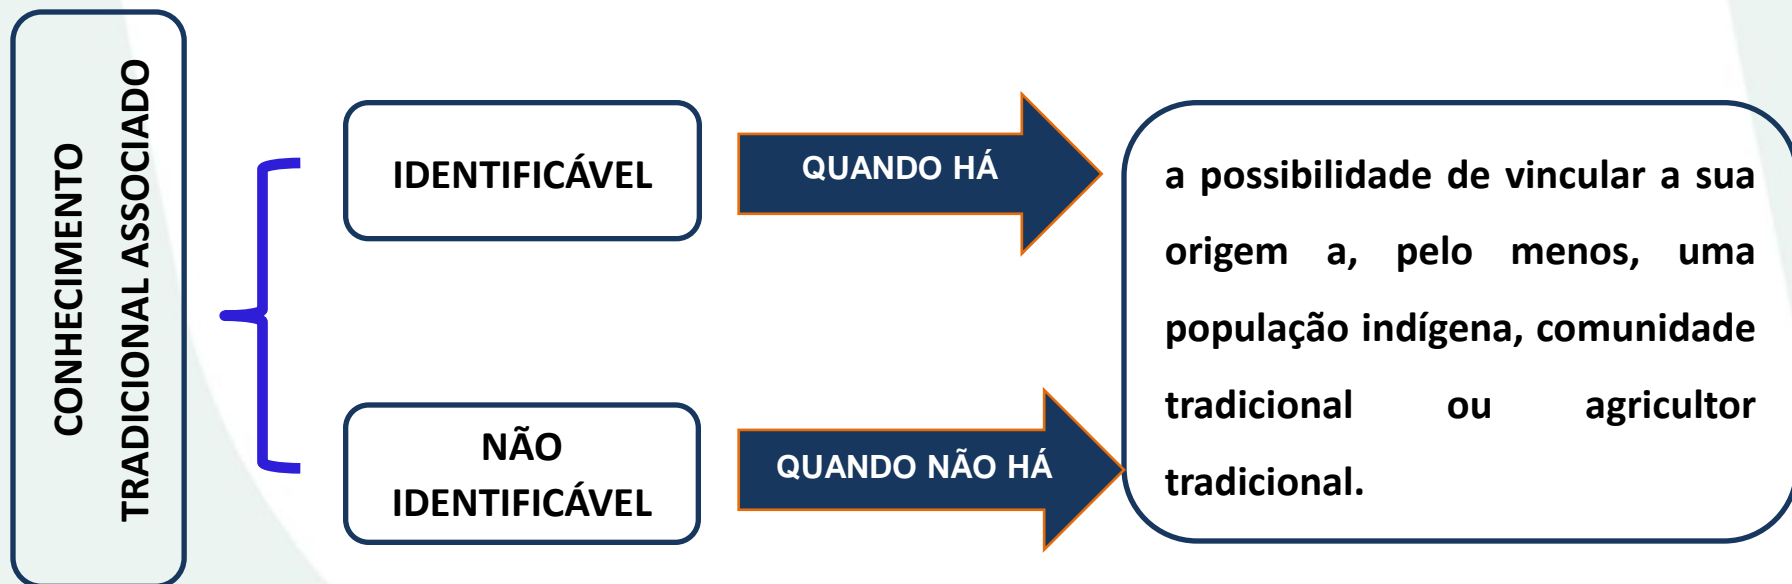 CONHECIMENTO
TRADICIONAL ASSOCIADO
IDENTIFICÁVEL
QUANDO HÁ
NÃO
IDENTIFICÁVEL
QUANDO NÃO HÁ
a possibilidade de vincular a sua
origem a, pelo menos, uma
população indígena, comunidade
tradicional ou agricultor
tradicional.